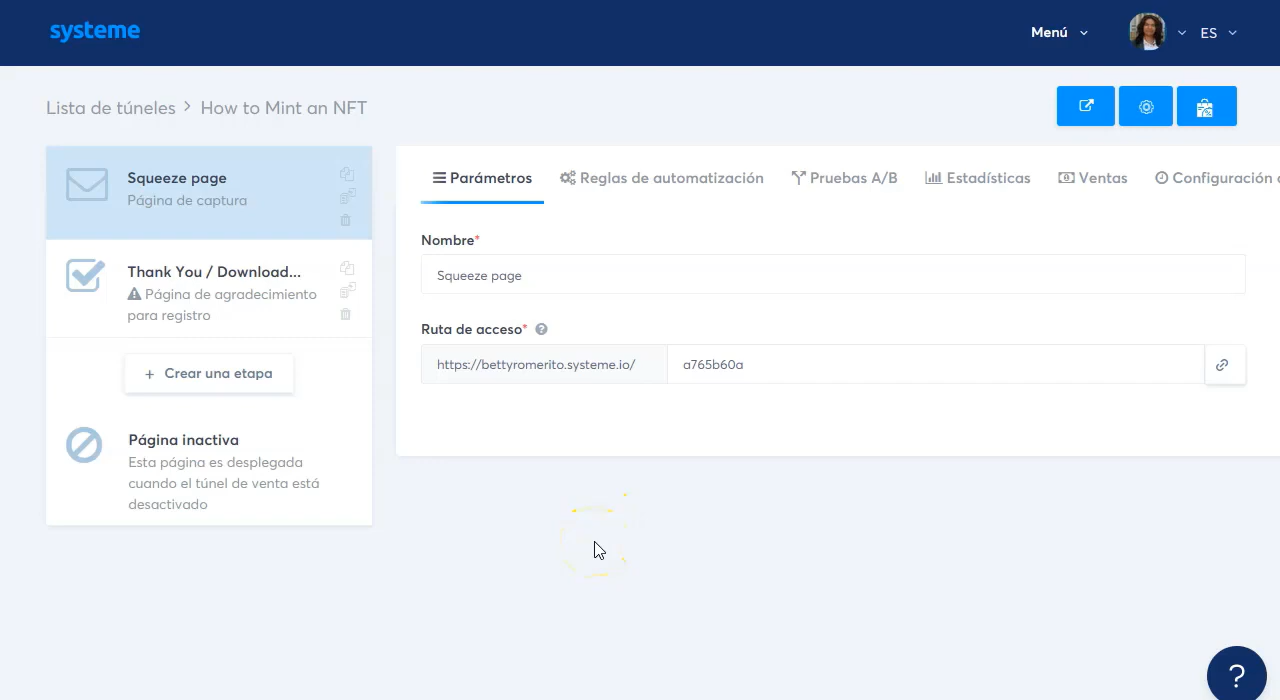 systeme
Menú
ES
Lista de túneles > How to Mint an NFT
Squeeze page
Página de captura
Thank You / Download...
Página de agradecimiento
para registro
+ Crear una etapa
Página inactiva
Esta página es desplegada
cuando el túnel de venta está
desactivado
Parámetros
Reglas de automatización
Pruebas A/B
Estadísticas
Ventas
Configuración
Nombre*
Squeeze page
Ruta de acceso* ?
https://bettyromerito.systeme.io/
a765b60a
?